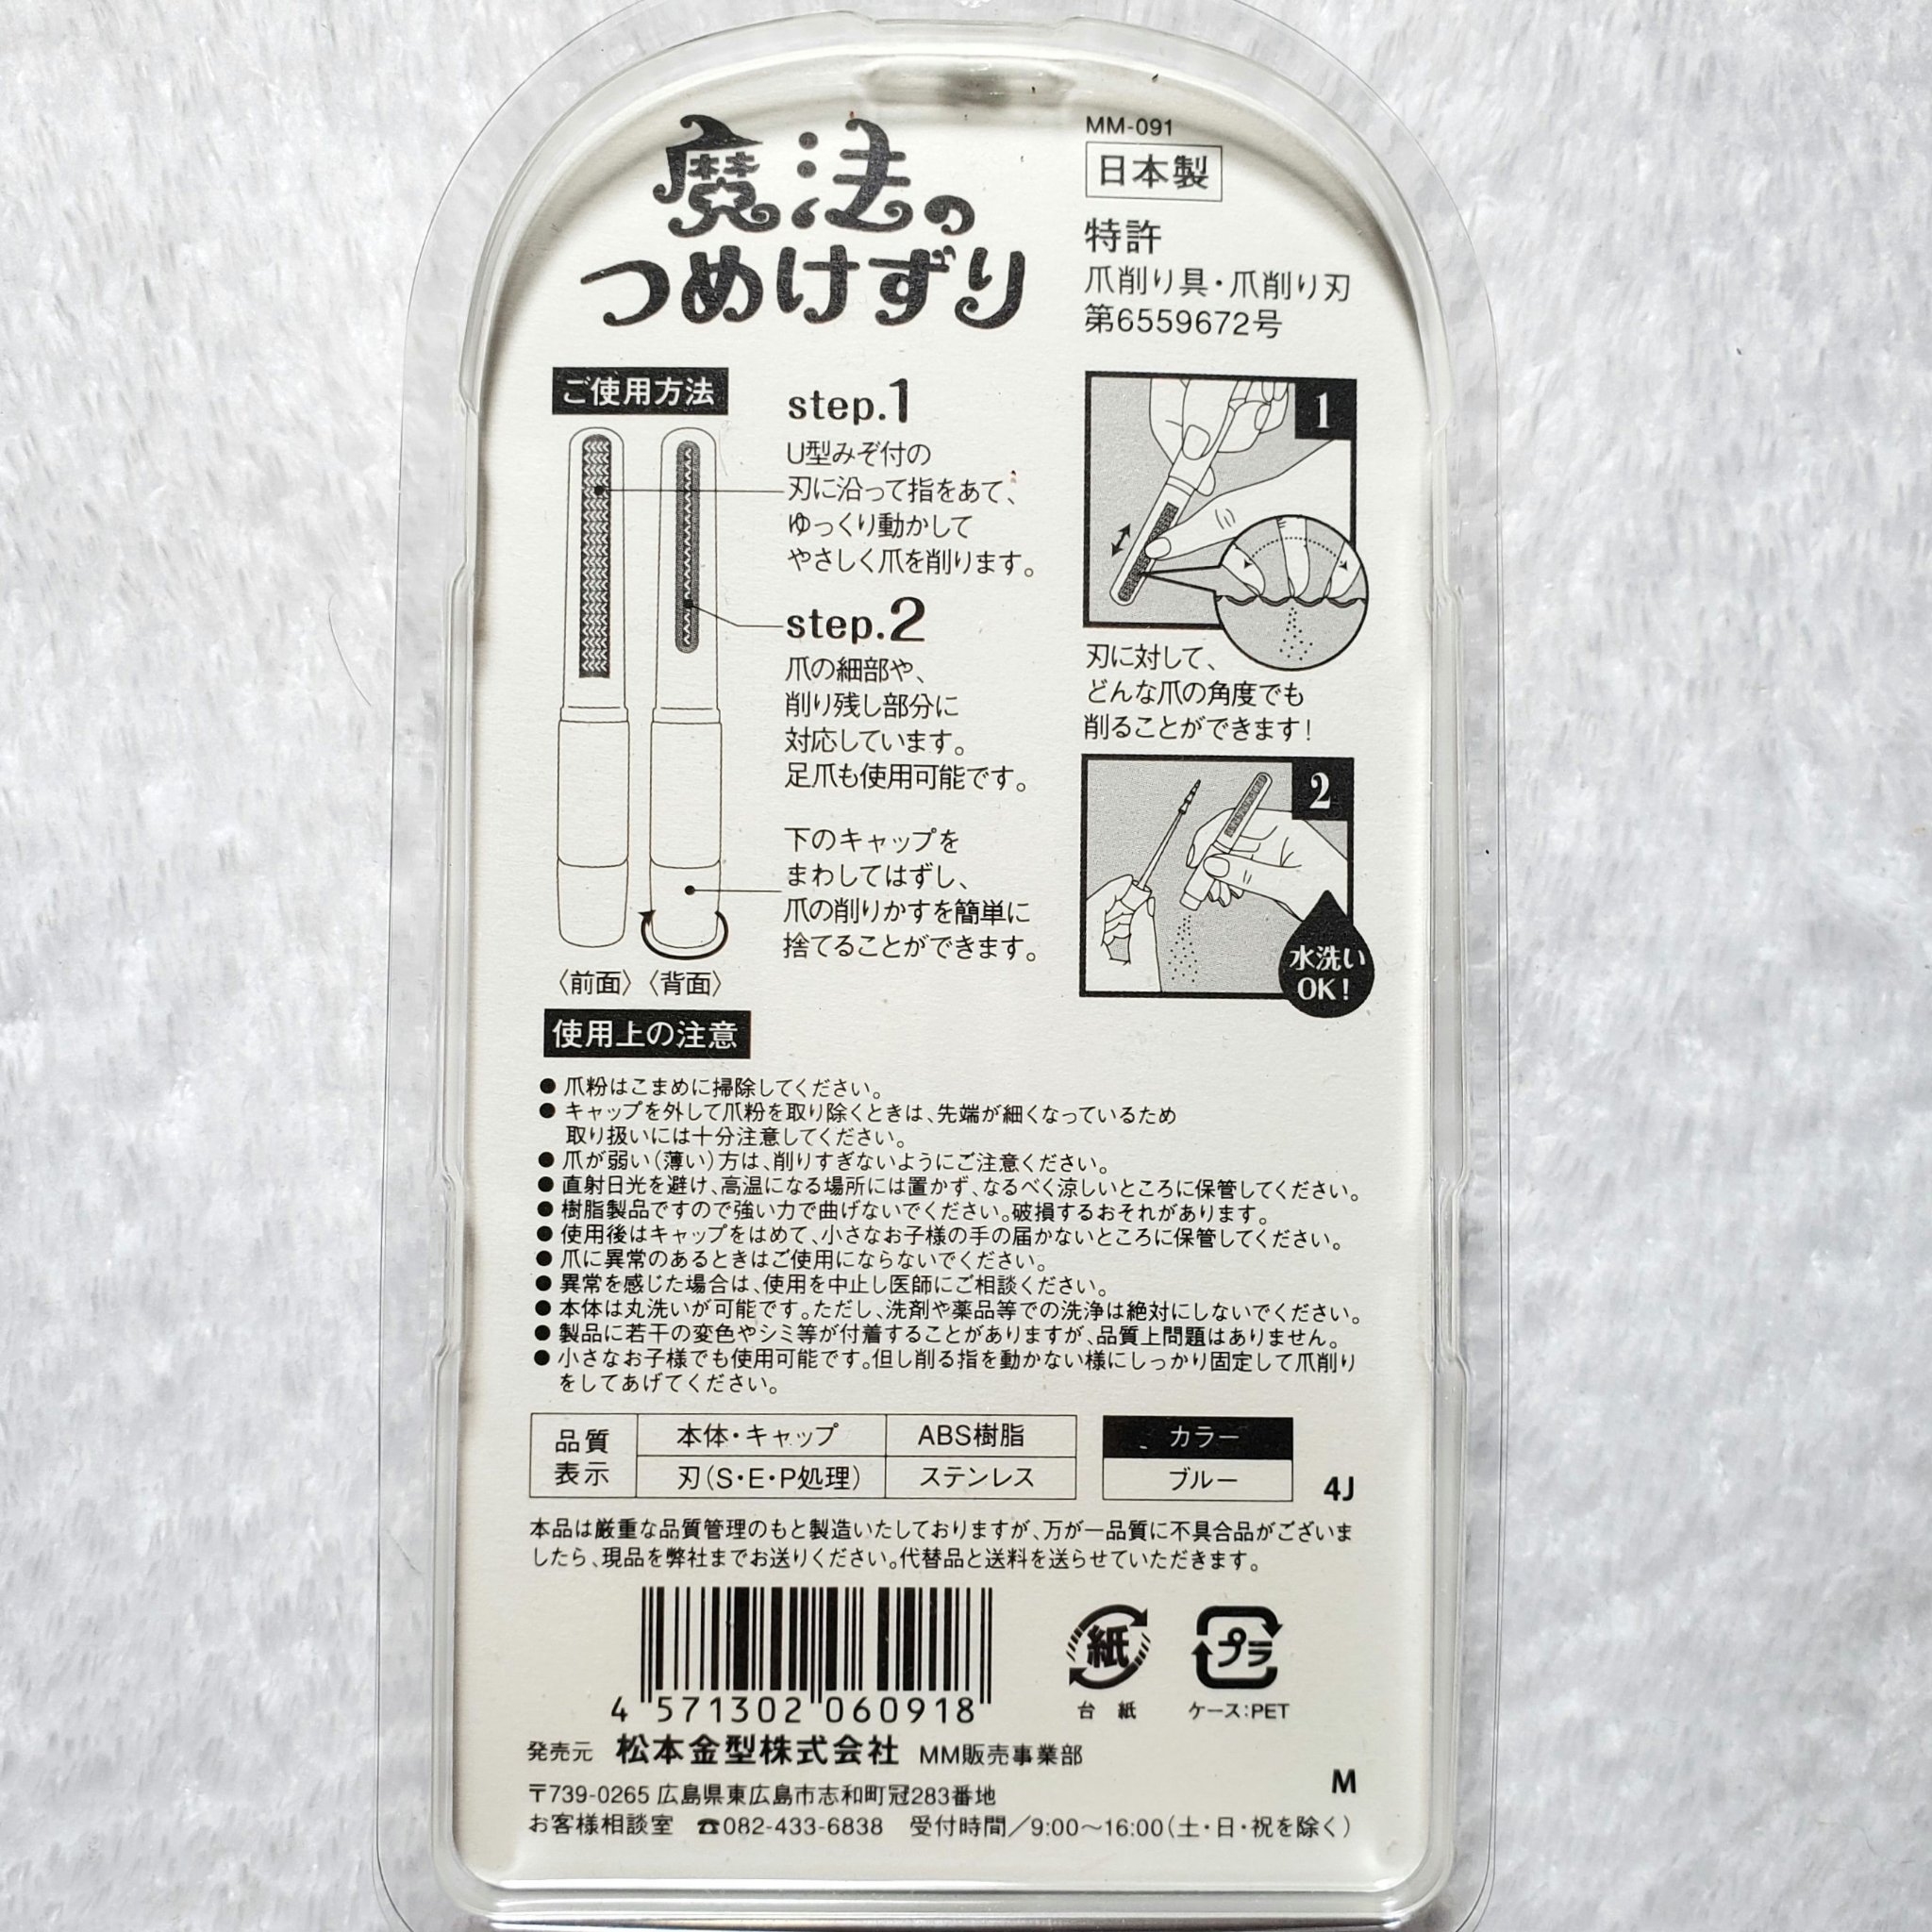 魔法の
つめけずり
MM-091
日本製
特許
爪削り具・爪削り刃
第6559672号
ご使用方法
step.1
U型みぞ付の
刃に沿って指をあて、
ゆっくり動かして
やさしく爪を削ります。
step.2
爪の細部や、
削り残し部分に
対応しています。
足爪も使用可能です。
下のキャップを
まわしてはずし、
爪の削りかすを簡単に
捨てることができます。
〈前面〉〈背面〉
1
刃に対して、
どんな爪の角度でも
削ることができます!
2
水洗い
OK!
使用上の注意
●爪粉はこまめに掃除してください。
●キャップを外して爪粉を取り除くときは、先端が細くなっているため
取り扱いには十分注意してください。
●爪が弱い(薄い)方は、削りすぎないようにご注意ください。
●直射日光を避け、高温になる場所には置かず、なるべく涼しいところに保管してください。
●樹脂製品ですので強い力で曲げないでください。破損するおそれがあります。
●使用後はキャップをはめて、小さなお子様の手の届かないところに保管してください。
●爪に異常のあるときはご使用にならないでください。
●異常を感じた場合は、使用を中止し医師にご相談ください。
●本体は丸洗いが可能です。ただし、洗剤や薬品等での洗浄は絶対にしないでください。
●製品に若干の変色やシミ等が付着することがありますが、品質上問題はありません。
●小さなお子様でも使用可能です。但し削る指を動かない様にしっかり固定して爪削り
をしてあげてください。
品質
表示
本体・キャップ ABS樹脂
刃(S・E・P処理) ステンレス
カラー
ブルー
4J
本品は厳重な品質管理のもと製造いたしておりますが、万が一品質に不具合品がございま
したら、現品を弊社までお送りください。代替品と送料を送らせていただきます。
4 571302 060918
紙
台紙
プラ
ケース:PET
発売元 松本金型株式会社 MM販売事業部
〒739-0265 広島県東広島市志和町冠283番地
M
お客様相談室 ☎082-433-6838 受付時間/9:00〜16:00(土・日・祝を除く)